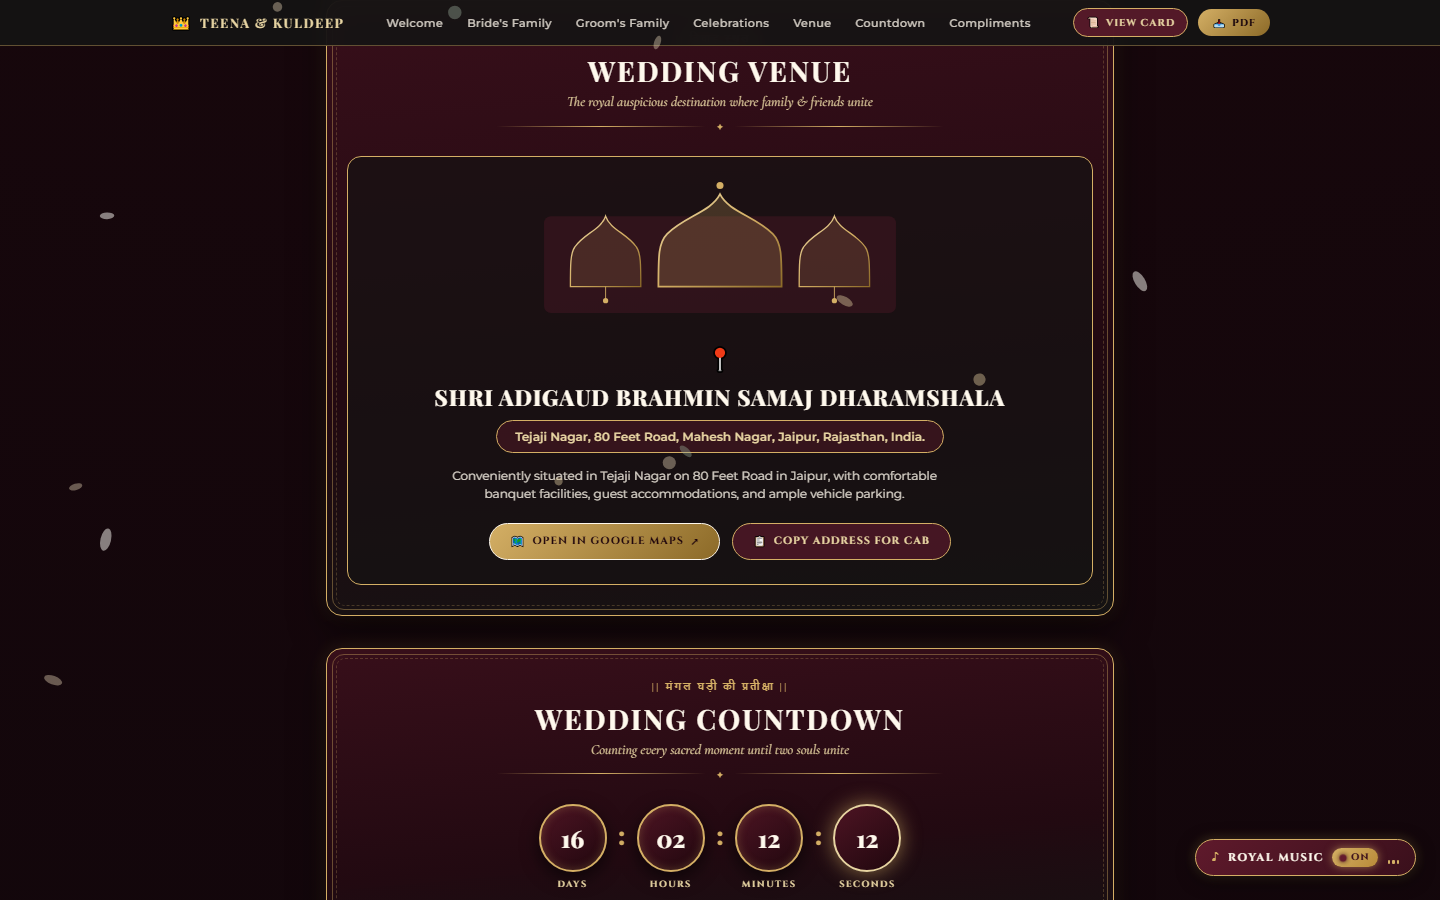 TEENA & KULDEEP
Welcome
Bride's Family
Groom's Family
Celebrations
Venue
Countdown
Compliments
VIEW CARD
PDF
WEDDING VENUE
The royal auspicious destination where family & friends unite
SHRI ADIGAUD BRAHMIN SAMAJ DHARAMSHALA
Tejaji Nagar, 80 Feet Road, Mahesh Nagar, Jaipur, Rajasthan, India.
Conveniently situated in Tejaji Nagar on 80 Feet Road in Jaipur, with comfortable
banquet facilities, guest accommodations, and ample vehicle parking.
OPEN IN GOOGLE MAPS ↗
COPY ADDRESS FOR CAB
|| मंगल घड़ी की प्रतीक्षा ||
WEDDING COUNTDOWN
Counting every sacred moment until two souls unite
16 : 02 : 12 : 12
DAYS HOURS MINUTES SECONDS
♪ ROYAL MUSIC ON